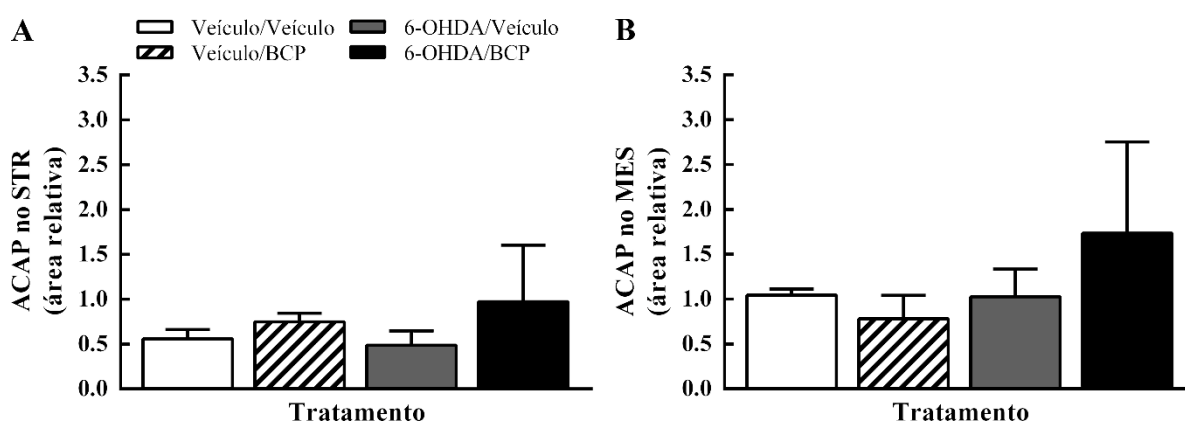 A
Veículo/Veículo
6-OHDA/Veículo
Veículo/BCP
6-OHDA/BCP
ACAP no STR
(área relativa)
3.5
3.0
2.5
2.0
1.5
1.0
0.5
0.0
Tratamento
B
ACAP no MES
(área relativa)
3.5
3.0
2.5
2.0
1.5
1.0
0.5
0.0
Tratamento